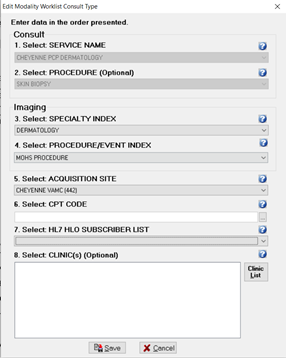 Edit Modality Worklist Consult Type
Enter data in the order presented.
Consult
1. Select: SERVICE NAME
CHEYENNE PCP DERMATOLOGY
2. Select: PROCEDURE (Optional)
SKIN BIOPSY
Imaging
3. Select: SPECIALTY INDEX
DERMATOLOGY
4. Select: PROCEDURE/EVENT INDEX
MOHS PROCEDURE
5. Select: ACQUISITION SITE
CHEYENNE VAMC (442)
6. Select: CPT CODE
...
7. Select: HL7 HLO SUBSCRIBER LIST
8. Select: CLINIC(s) (Optional)
Clinic
List
Save Cancel